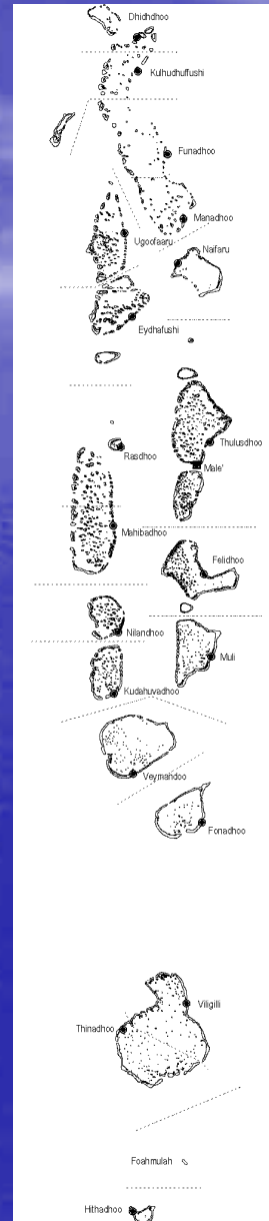 Dhidhdhoo
Kulhudhuffushi
Funadhoo
Manadhoo
Ugoofaaru
Naifaru
Eydhafushi
Thulusdhoo
Rasdhoo
Male'
Mahibadhoo
Felidhoo
Nilandhoo
Muli
Kudahuvadhoo
Veymandoo
Fonadhoo
Viligilli
Thinadhoo
Foahmulah
Hithadhoo